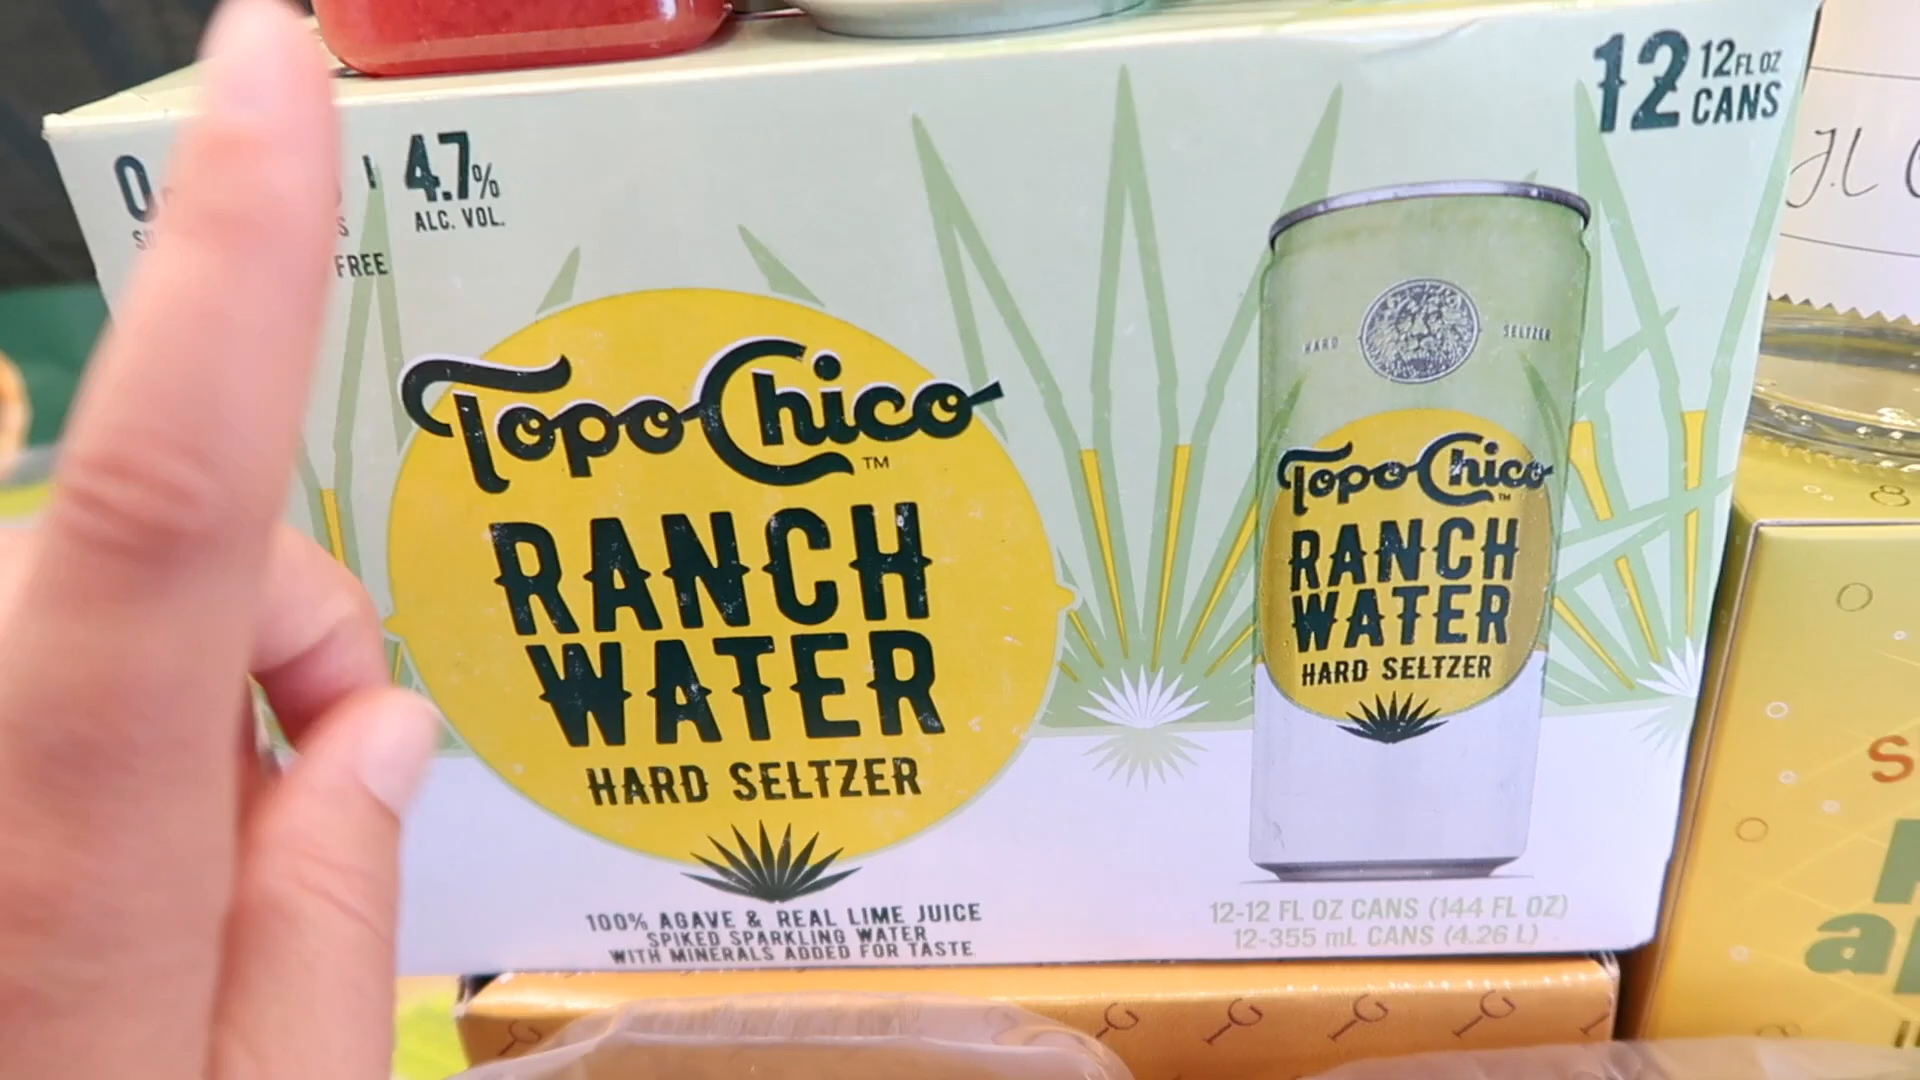 12 12 FL OZ
CANS
4.7%
ALC. VOL.
FREE
Topo Chico™
RANCH
WATER
HARD SELTZER
100% AGAVE & REAL LIME JUICE
SPIKED SPARKLING WATER
WITH MINERALS ADDED FOR TASTE
HARD SELTZER
Topo Chico™
RANCH
WATER
HARD SELTZER
12-12 FL OZ CANS (144 FL OZ)
12-355 mL CANS (4.26 L)